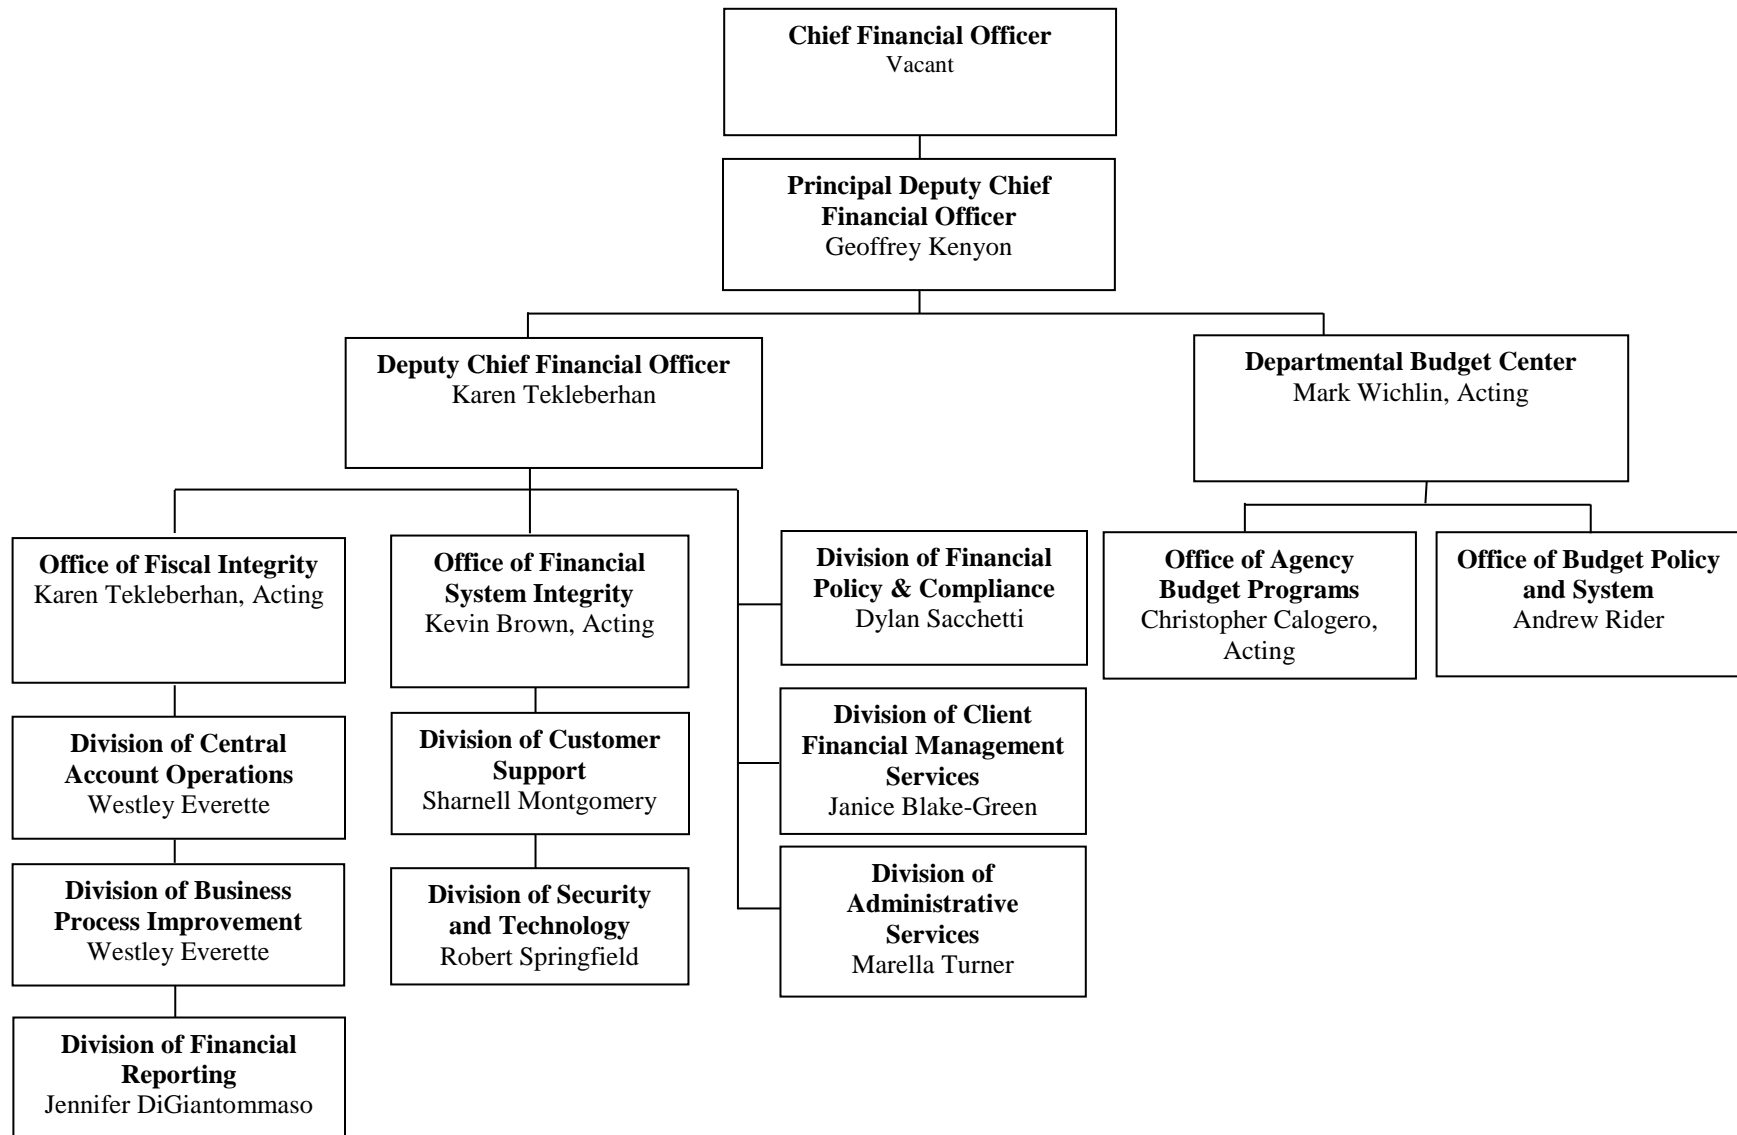 Chief Financial Officer
Vacant
Principal Deputy Chief
Financial Officer
Geoffrey Kenyon
Deputy Chief Financial Officer
Karen Tekleberhan
Departmental Budget Center
Mark Wichlin, Acting
Office of Fiscal Integrity
Karen Tekleberhan, Acting
Office of Financial
System Integrity
Kevin Brown, Acting
Division of Financial
Policy & Compliance
Dylan Sacchetti
Office of Agency
Budget Programs
Christopher Calogero,
Acting
Office of Budget Policy
and System
Andrew Rider
Division of Central
Account Operations
Westley Everette
Division of Customer
Support
Sharnell Montgomery
Division of Client
Financial Management
Services
Janice Blake-Green
Division of Business
Process Improvement
Westley Everette
Division of Security
and Technology
Robert Springfield
Division of
Administrative
Services
Marella Turner
Division of Financial
Reporting
Jennifer DiGiantommaso